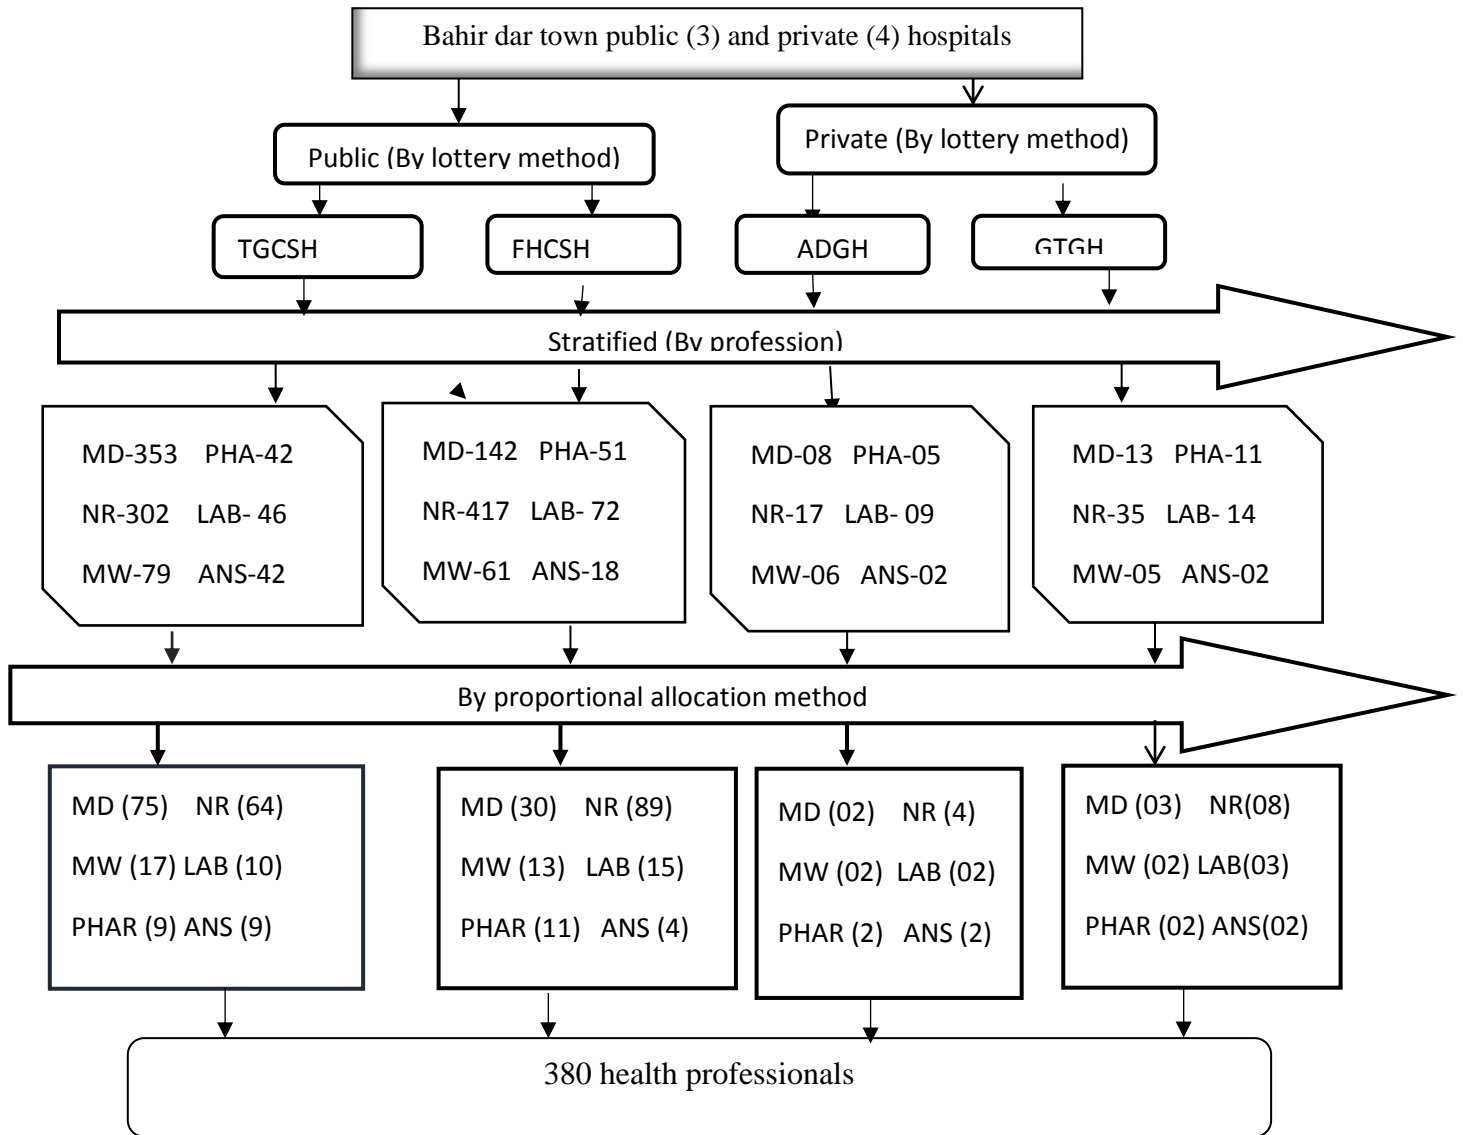 Bahir dar town public (3) and private (4) hospitals
Public (By lottery method)
Private (By lottery method)
TGCSH
FHCSH
ADGH
GTGH
Stratified (By profession)
MD-353 PHA-42
NR-302 LAB- 46
MW-79 ANS-42
MD-142 PHA-51
NR-417 LAB- 72
MW-61 ANS-18
MD-08 PHA-05
NR-17 LAB- 09
MW-06 ANS-02
MD-13 PHA-11
NR-35 LAB- 14
MW-05 ANS-02
By proportional allocation method
MD (75) NR (64)
MW (17) LAB (10)
PHAR (9) ANS (9)
MD (30) NR (89)
MW (13) LAB (15)
PHAR (11) ANS (4)
MD (02) NR (4)
MW (02) LAB (02)
PHAR (2) ANS (2)
MD (03) NR(08)
MW (02) LAB(03)
PHAR (02) ANS(02)
380 health professionals